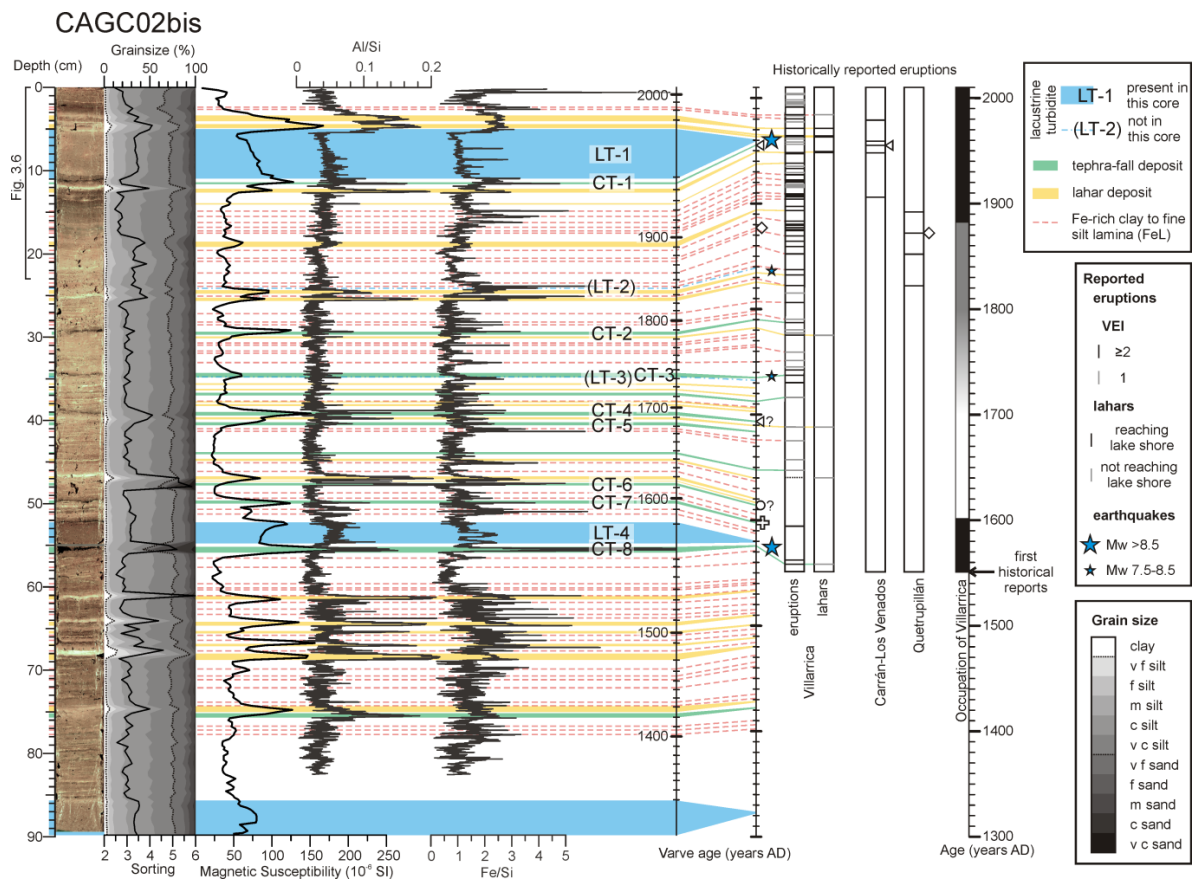 CAGC02bis
Grainsize (%)
Al/Si
Depth (cm)
0 50 100
0 0.1 0.2
Historically reported eruptions
Fig. 3.6
0
10
20
30
40
50
60
70
80
90
LT-1
CT-1
(LT-2)
CT-2
(LT-3) CT-3
CT-4
CT-5
CT-6
CT-7
LT-4
CT-8
2000
1900
1800
1700
1600
1500
1400
?
?
eruptions
lahars
Villarrica
Carrán-Los Venados
Quetrupillán
Occupation of Villarrica
2000
1900
1800
1700
1600
1500
1400
1300
first
historical
reports
2 3 4 5 6
Sorting
50 100 150 200 250
Magnetic Susceptibility (10⁻⁶ SI)
0 1 2 3 4 5
Fe/Si
Varve age (years AD)
Age (years AD)
lacustrine
turbidite
LT-1 present in
this core
(LT-2) not in
this core
tephra-fall deposit
lahar deposit
Fe-rich clay to fine
silt lamina (FeL)
Reported
eruptions
VEI
≥2
1
lahars
reaching
lake shore
not reaching
lake shore
earthquakes
Mw >8.5
Mw 7.5-8.5
Grain size
clay
v f silt
f silt
m silt
c silt
v c silt
v f sand
f sand
m sand
c sand
v c sand